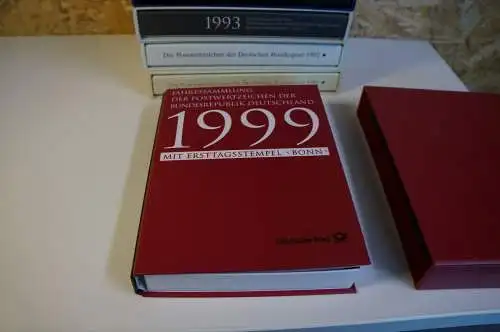 1993
Die Postwertzeichen der Deutschen Bundespost 1992
JAHRESSAMMLUNG
DER POSTWERTZEICHEN DER
BUNDESREPUBLIK DEUTSCHLAND
1999
MIT ERSTTAGSSTEMPEL »BONN«
Deutsche Post